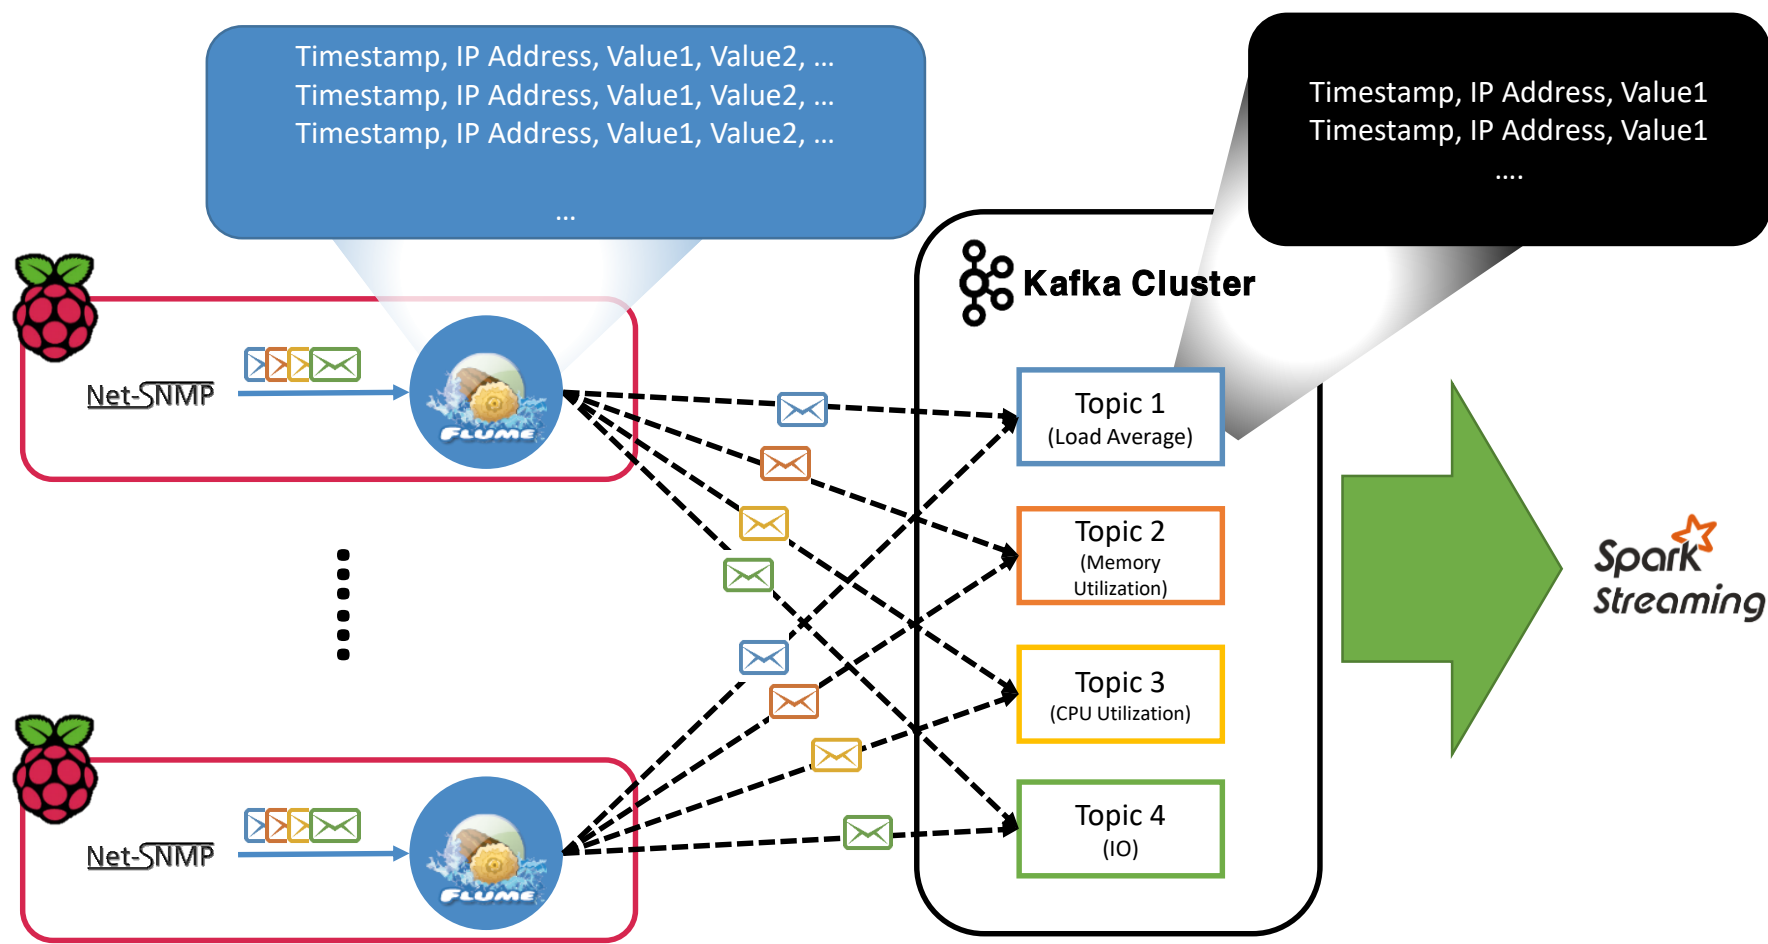 Timestamp, IP Address, Value1, Value2, ...
Timestamp, IP Address, Value1, Value2, ...
Timestamp, IP Address, Value1, Value2, ...
...
Timestamp, IP Address, Value1
Timestamp, IP Address, Value1
....
Kafka Cluster
Net-SNMP
FLUME
Topic 1
(Load Average)
Topic 2
(Memory
Utilization)
Topic 3
(CPU Utilization)
Topic 4
(IO)
Spark
Streaming
Net-SNMP
FLUME